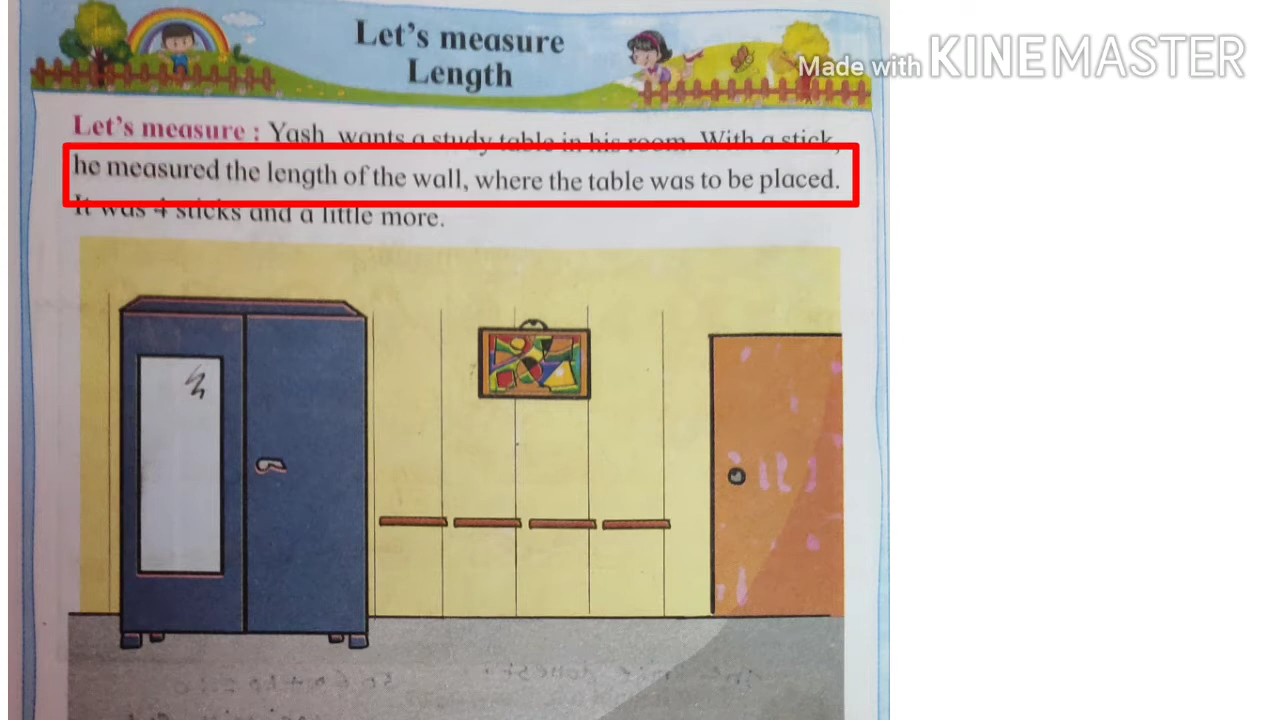 Let's measure
Length
Made with KINEMASTER
Let's measure : Yash wants a study table in his room. With a stick,
he measured the length of the wall, where the table was to be placed.
It was 4 sticks and a little more.